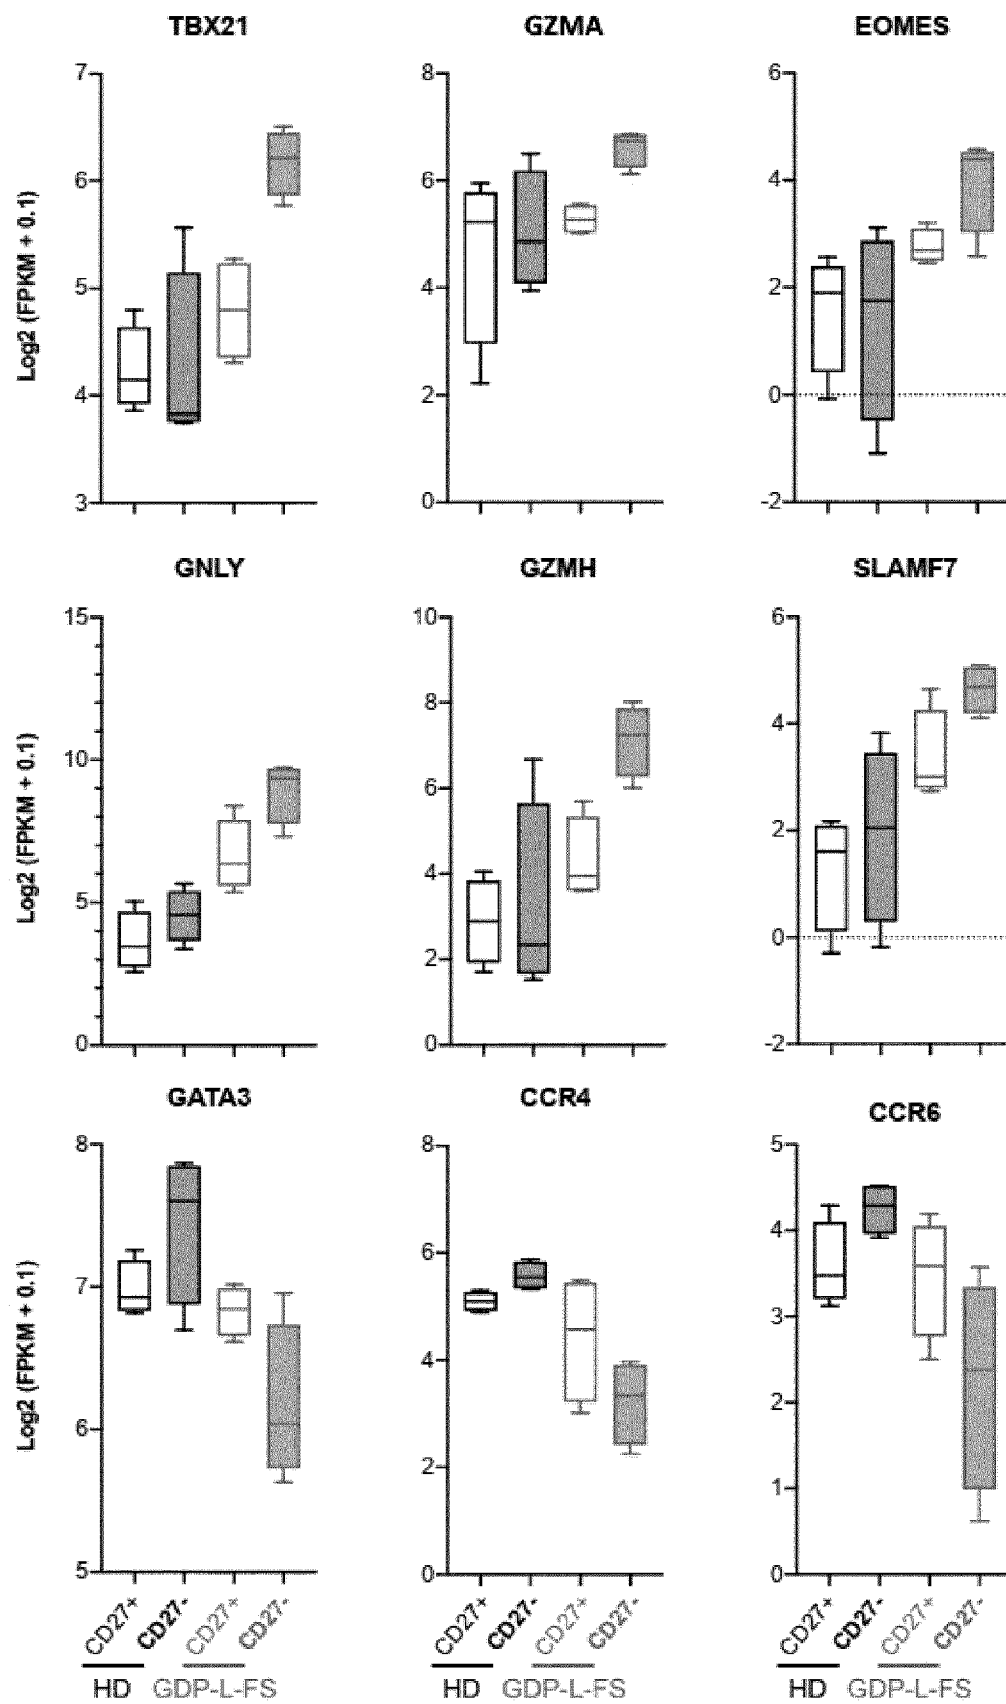 TBX21
GZMA
EOMES
Log2 (FPKM + 0.1)
7
6
5
4
3
8
6
4
2
0
6
4
2
0
-2
GNLY
GZMH
SLAMF7
Log2 (FPKM + 0.1)
15
10
5
0
10
8
6
4
2
0
6
4
2
0
-2
GATA3
CCR4
CCR6
Log2 (FPKM + 0.1)
8
7
6
5
8
6
4
2
0
5
4
3
2
1
0
CD27+ CD27- CD27+ CD27-
CD27+ CD27- CD27+ CD27-
CD27+ CD27- CD27+ CD27-
HD GDP-L-FS
HD GDP-L-FS
HD GDP-L-FS